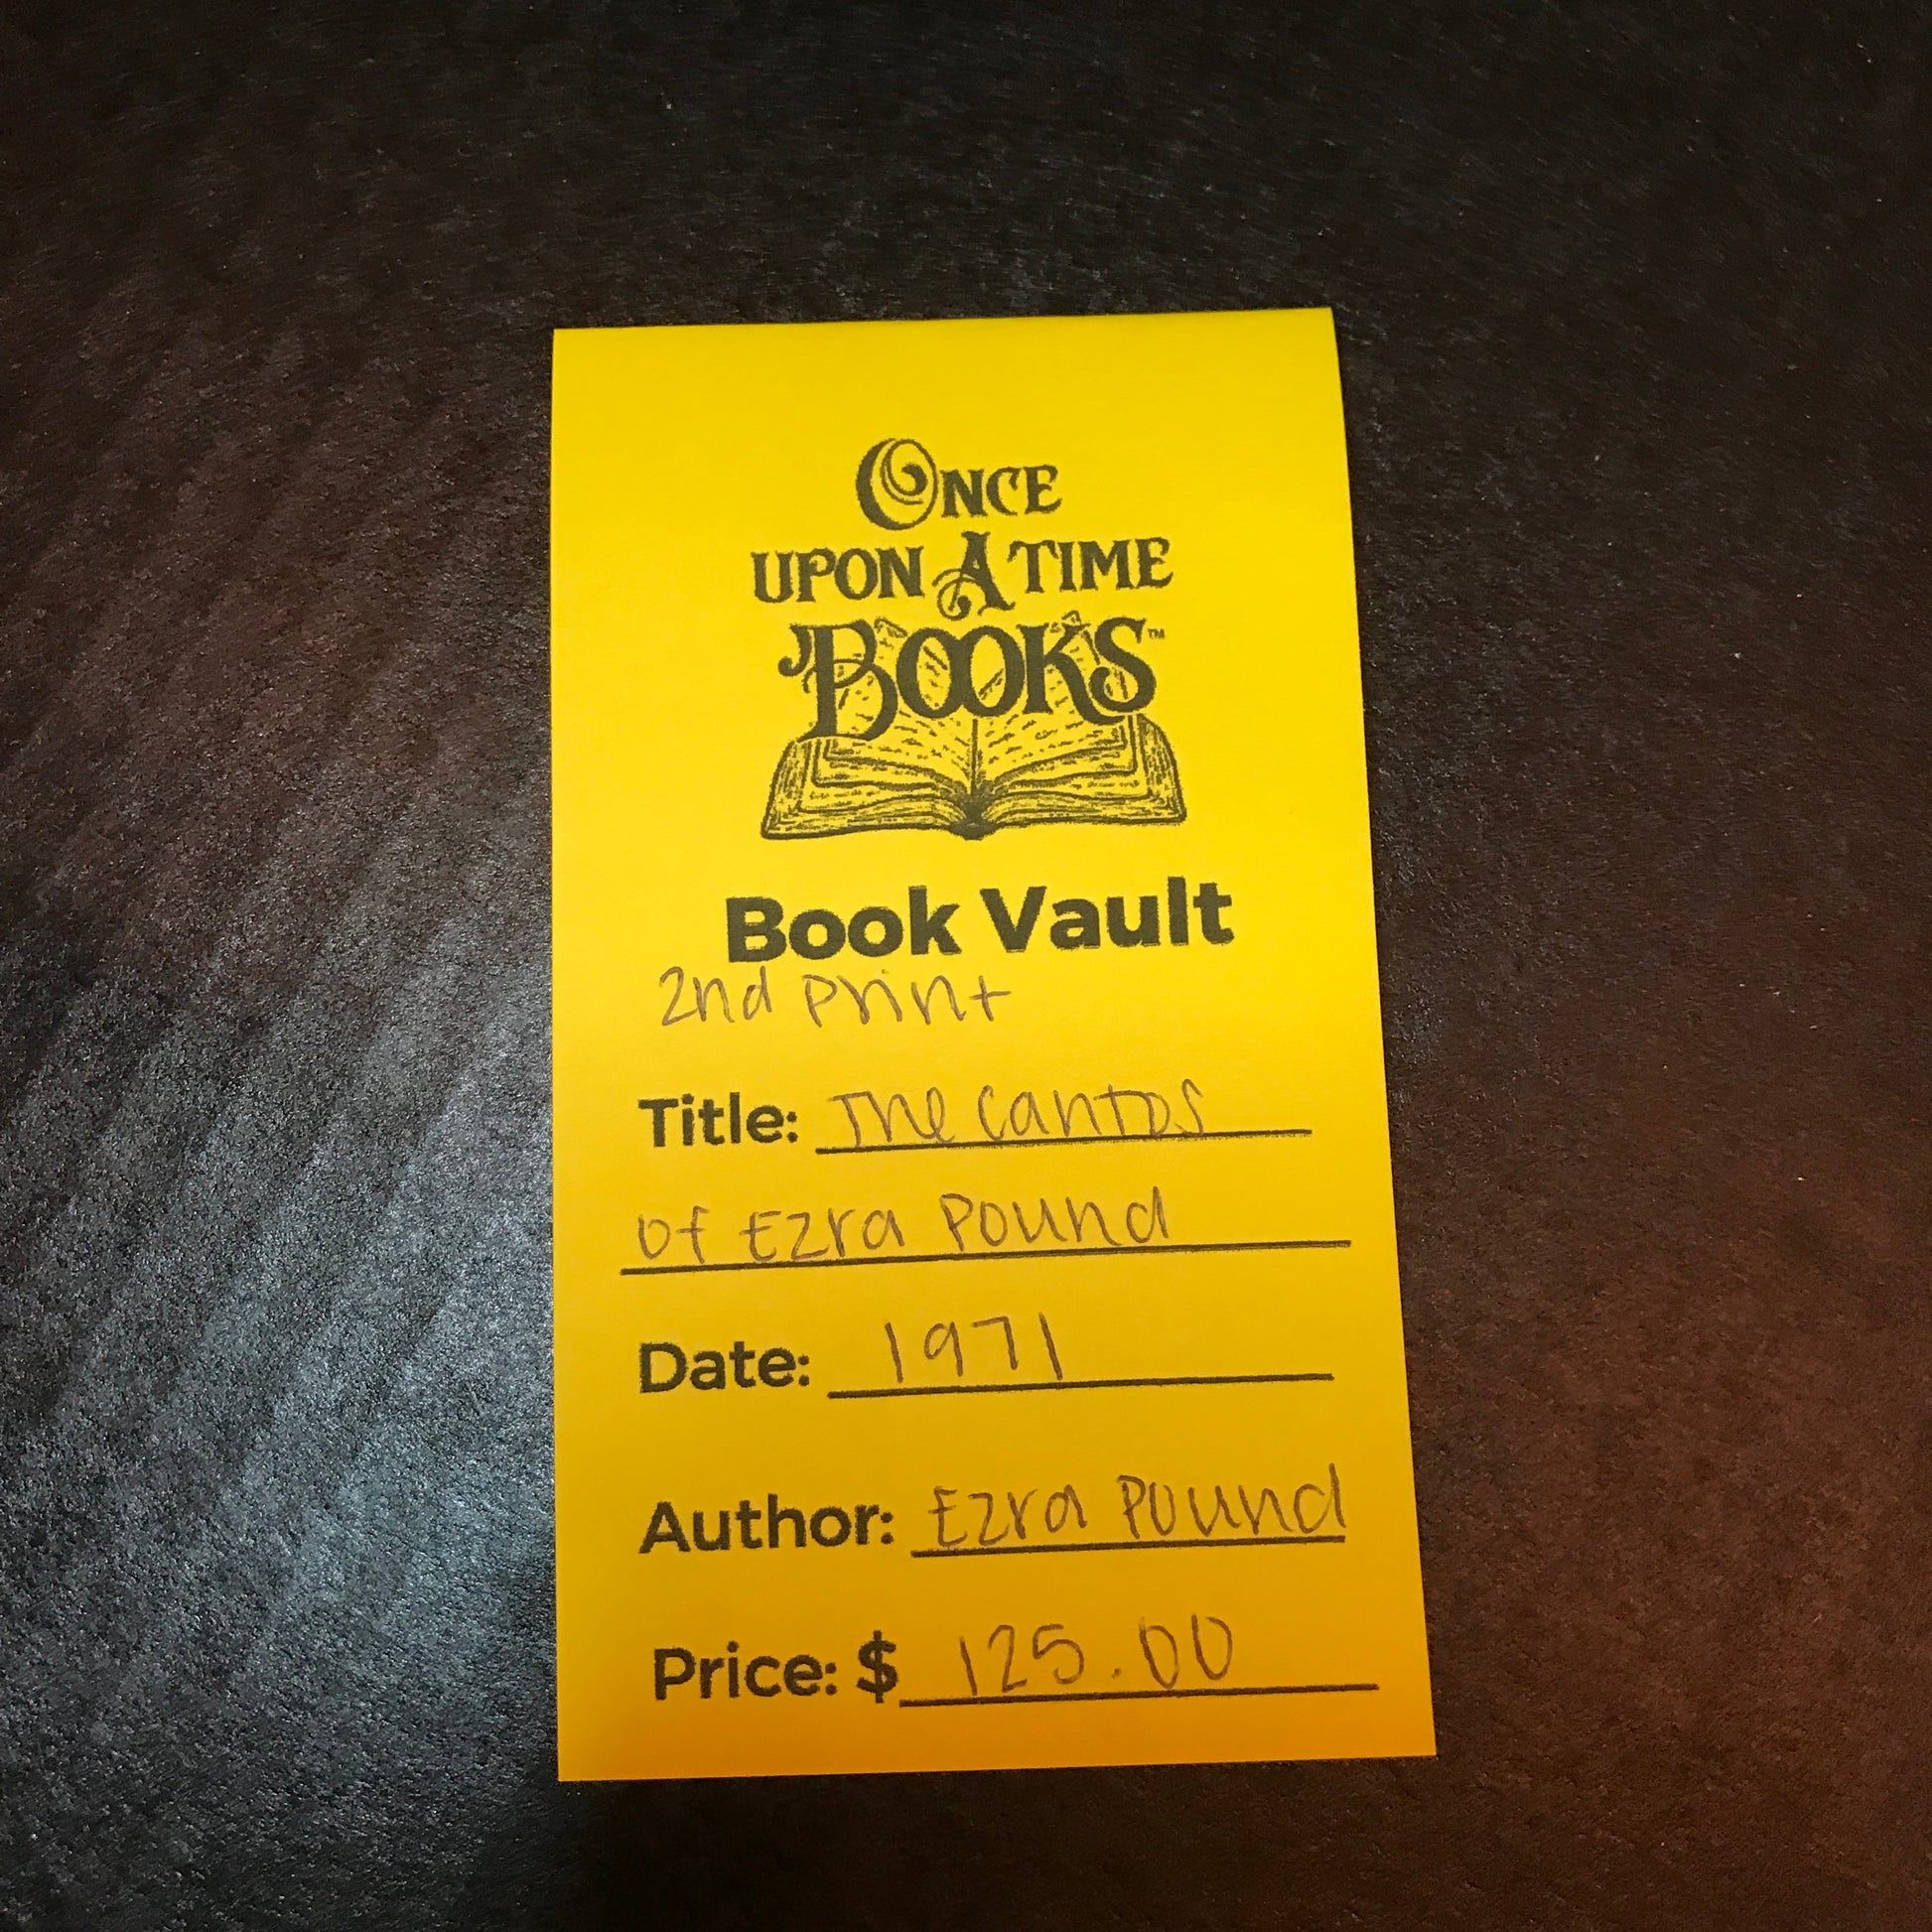 ONCE
UPON A TIME
BOOKS™
Book Vault
2nd print
Title: The Cantos
of Ezra Pound
Date: 1971
Author: Ezra Pound
Price: $ 125.00